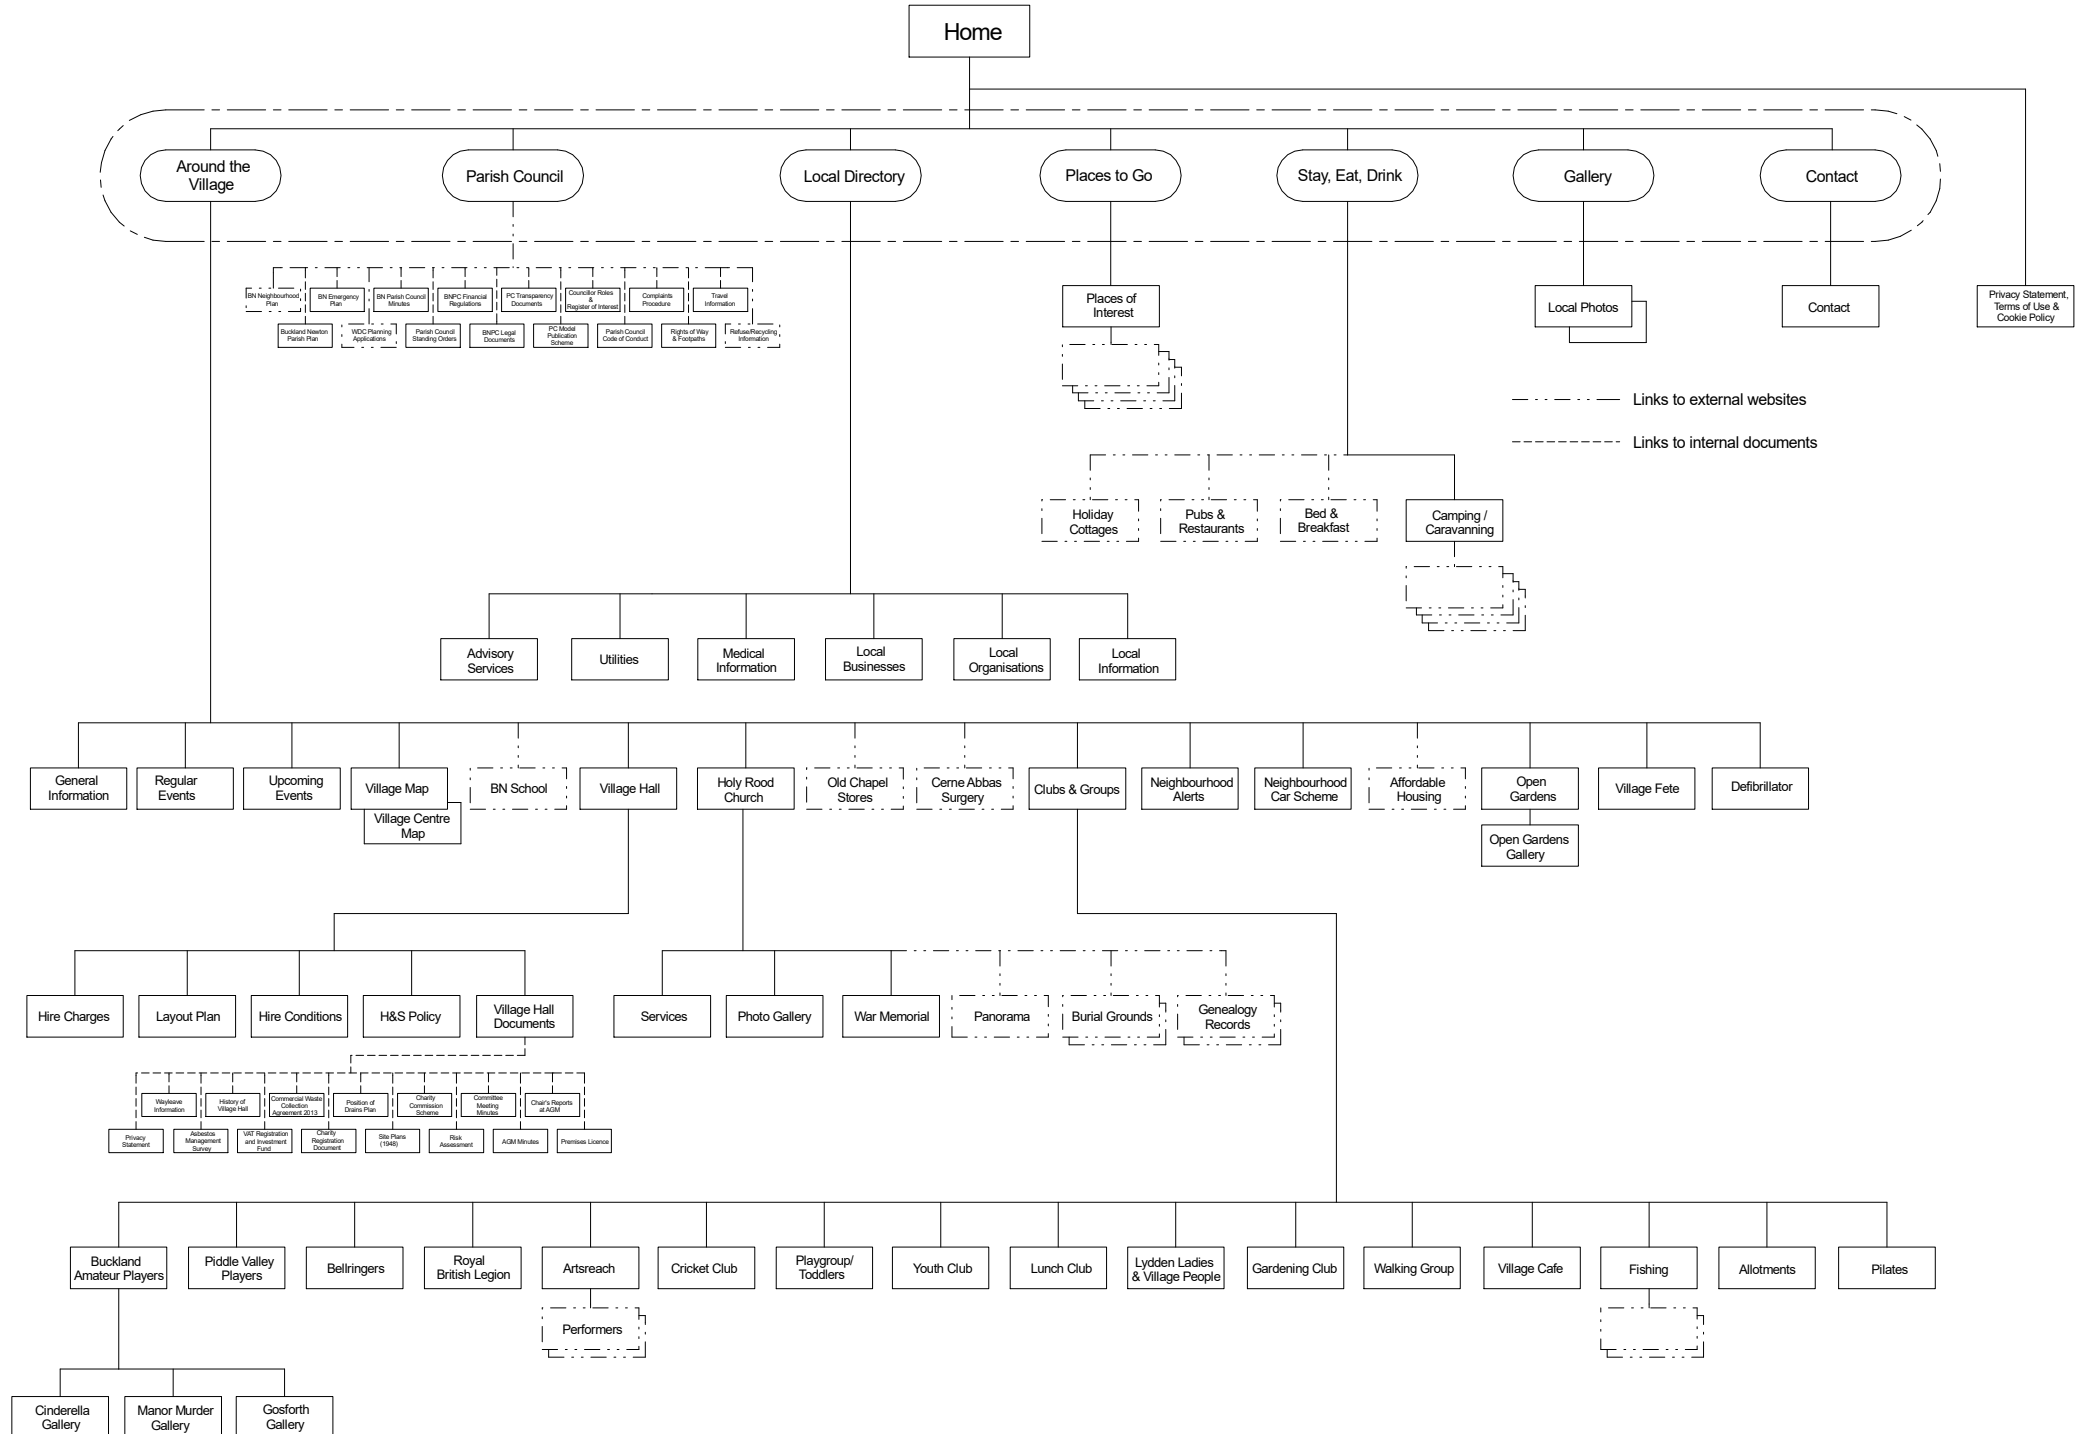 Home
Around the
Village
Parish Council
Local Directory
Places to Go
Stay, Eat, Drink
Gallery
Contact
BN Neighbourhood
Plan
BN Emergency
Plan
BN Parish Council
Minutes
BNPC Financial
Regulations
PC Transparency
Documents
Councillor Roles
&
Register of Interest
Complaints
Procedure
Travel
Information
Buckland Newton
Parish Plan
WDC Planning
Applications
Parish Council
Standing Orders
BNPC Legal
Documents
PC Model
Publication
Scheme
Parish Council
Code of Conduct
Rights of Way
& Footpaths
Refuse/Recycling
Information
Places of
Interest
Local Photos
Contact
Privacy Statement,
Terms of Use &
Cookie Policy
Links to external websites
Links to internal documents
Holiday
Cottages
Pubs &
Restaurants
Bed &
Breakfast
Camping /
Caravanning
Advisory
Services
Utilities
Medical
Information
Local
Businesses
Local
Organisations
Local
Information
General
Information
Regular
Events
Upcoming
Events
Village Map
Village Centre
Map
BN School
Village Hall
Holy Rood
Church
Old Chapel
Stores
Cerne Abbas
Surgery
Clubs & Groups
Neighbourhood
Alerts
Neighbourhood
Car Scheme
Affordable
Housing
Open
Gardens
Open Gardens
Gallery
Village Fete
Defibrillator
Hire Charges
Layout Plan
Hire Conditions
H&S Policy
Village Hall
Documents
Services
Photo Gallery
War Memorial
Panorama
Burial Grounds
Genealogy
Records
Wayleave
Information
History of
Village Hall
Commercial Waste
Collection
Agreement 2013
Position of
Drains Plan
Charity
Commission
Scheme
Committee
Meeting
Minutes
Chair's Reports
at AGM
Privacy
Statement
Asbestos
Management
Survey
VAT Registration
and Investment
Fund
Charity
Registration
Document
Site Plans
(1948)
Risk
Assessment
AGM Minutes
Premises Licence
Buckland
Amateur Players
Piddle Valley
Players
Bellringers
Royal
British Legion
Artsreach
Cricket Club
Playgroup/
Toddlers
Youth Club
Lunch Club
Lydden Ladies
& Village People
Gardening Club
Walking Group
Village Cafe
Fishing
Allotments
Pilates
Performers
Cinderella
Gallery
Manor Murder
Gallery
Gosforth
Gallery